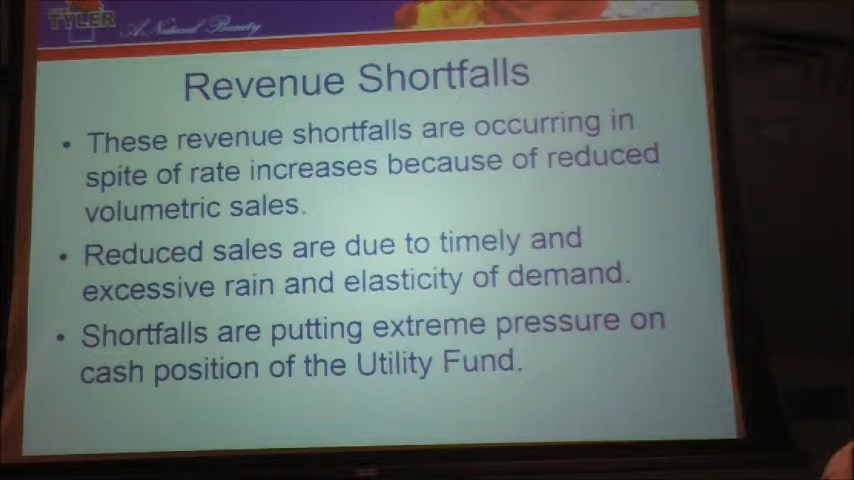 TYLER
A Natural Beauty
Revenue Shortfalls
• These revenue shortfalls are occurring in
spite of rate increases because of reduced
volumetric sales.
• Reduced sales are due to timely and
excessive rain and elasticity of demand.
• Shortfalls are putting extreme pressure on
cash position of the Utility Fund.